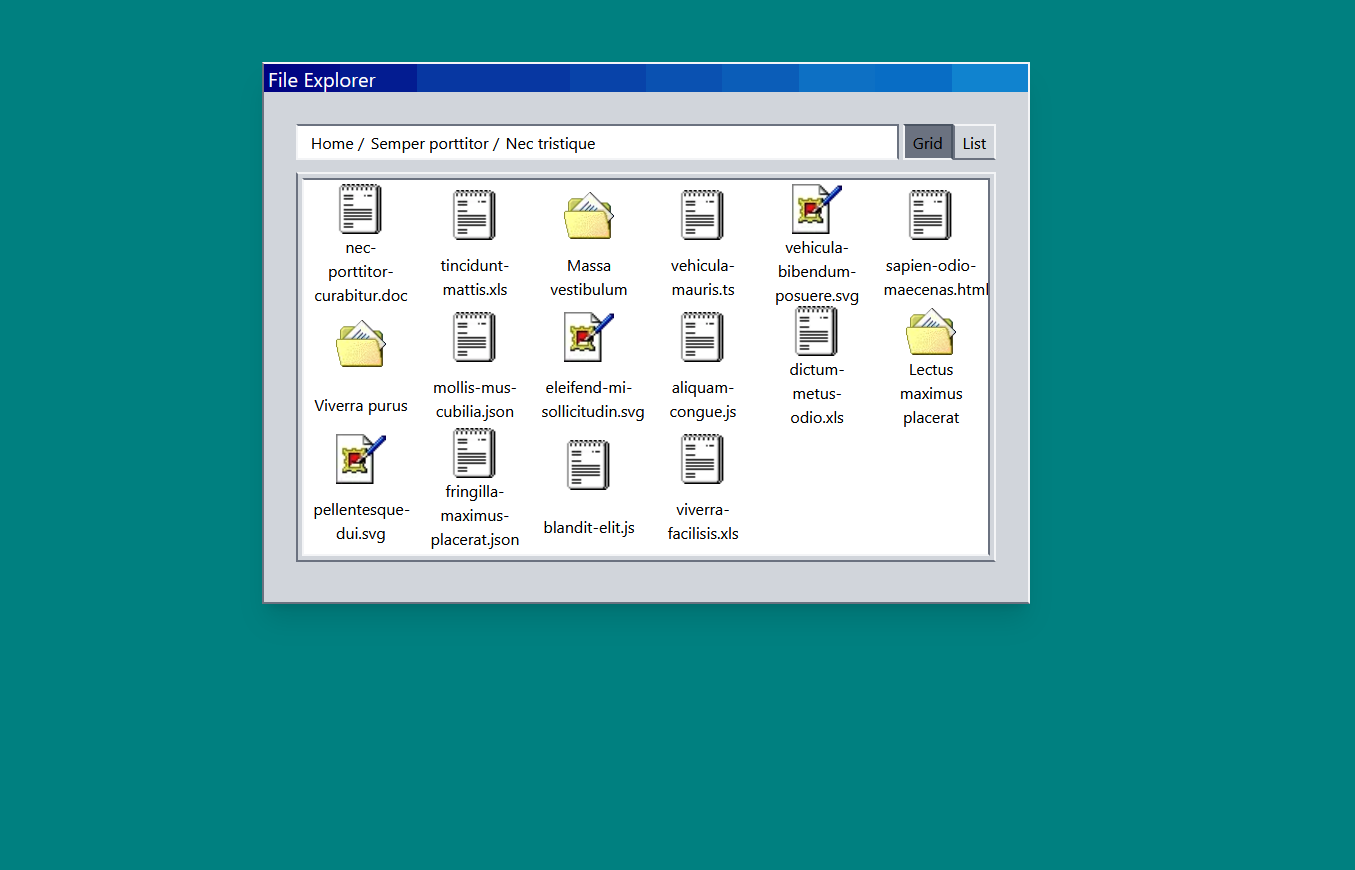 File Explorer
Home / Semper porttitor / Nec tristique
Grid
List
nec-
porttitor-
curabitur.doc
tincidunt-
mattis.xls
Massa
vestibulum
vehicula-
mauris.ts
vehicula-
bibendum-
posuere.svg
sapien-odio-
maecenas.html
Viverra purus
mollis-mus-
cubilia.json
eleifend-mi-
sollicitudin.svg
aliquam-
congue.js
dictum-
metus-
odio.xls
Lectus
maximus
placerat
pellentesque-
dui.svg
fringilla-
maximus-
placerat.json
blandit-elit.js
viverra-
facilisis.xls